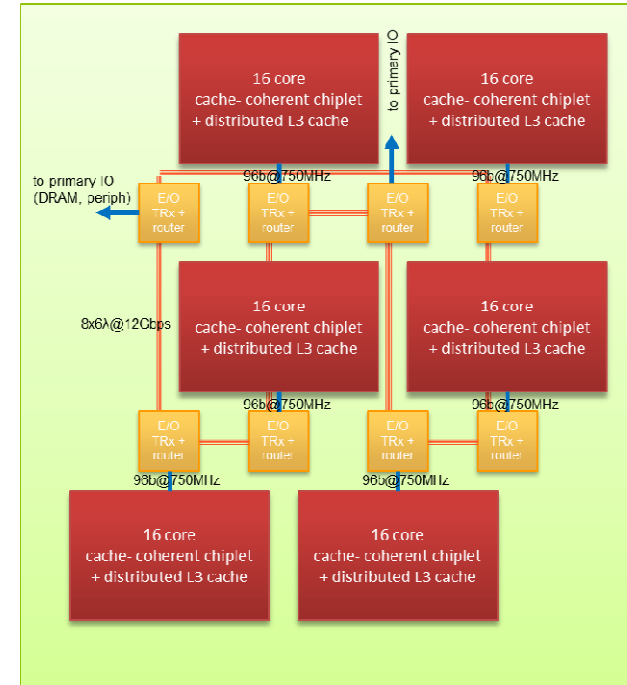 16 core
cache- coherent chiplet
+ distributed L3 cache
to primary IO
16 core
cache- coherent chiplet
+ distributed L3 cache
96b@750MHz
96b@750MHz
to primary IO
(DRAM, periph)
E/O
TRx +
router
E/O
TRx +
router
E/O
TRx +
router
E/O
TRx +
router
16 core
cache- coherent chiplet
+ distributed L3 cache
16 core
cache- coherent chiplet
+ distributed L3 cache
8x6λ@12Gbps
96b@750MHz
96b@750MHz
E/O
TRx +
router
E/O
TRx +
router
E/O
TRx +
router
E/O
TRx +
router
96b@750MHz
96b@750MHz
16 core
cache- coherent chiplet
+ distributed L3 cache
16 core
cache- coherent chiplet
+ distributed L3 cache